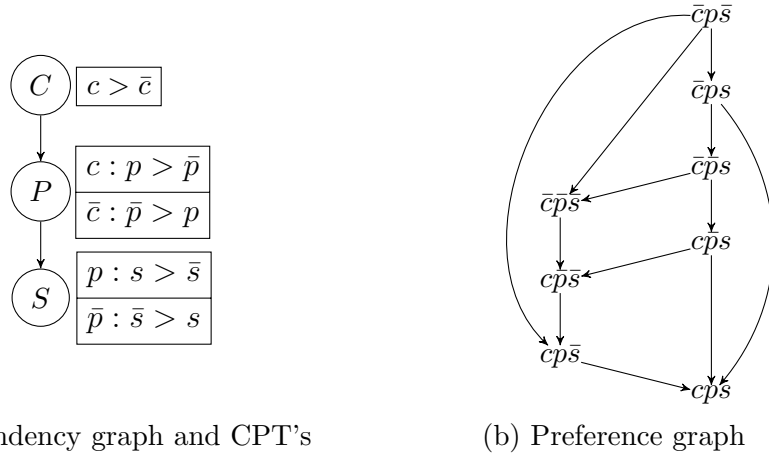 C
c > c̄
P
c : p > p̄
c̄ : p̄ > p
S
p : s > s̄
p̄ : s̄ > s
ndency graph and CPT's
c̄ps̄
c̄ps
c̄p̄s
c̄p̄s̄
cp̄s
cp̄s̄
cps̄
cps
(b) Preference graph